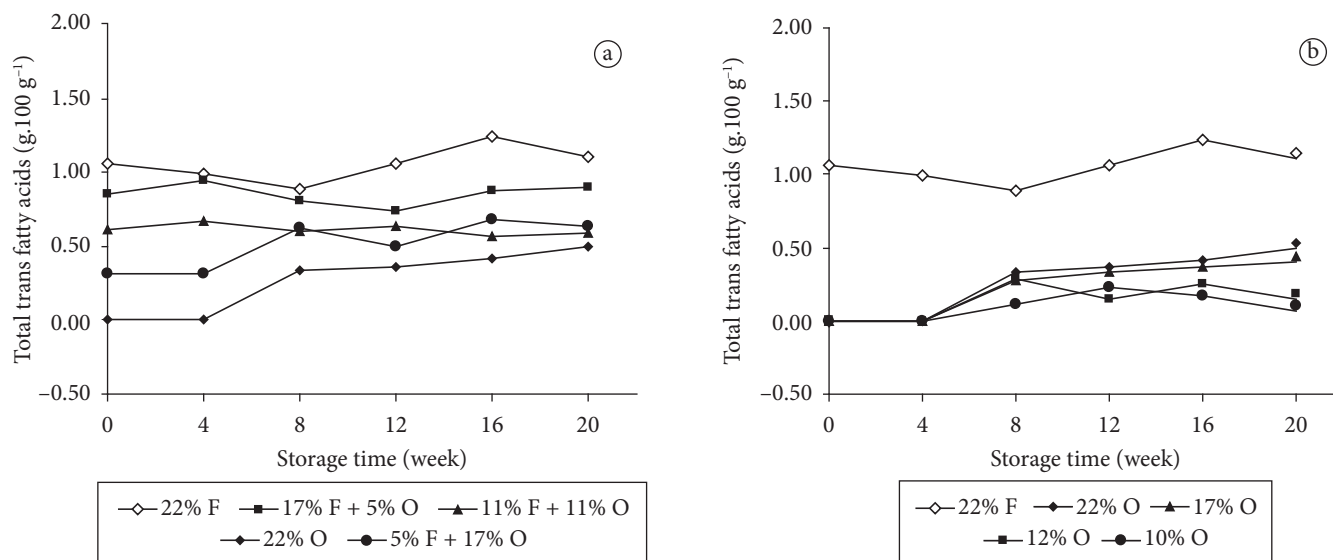 a
Total trans fatty acids (g.100 g⁻¹)
2.00
1.50
1.00
0.50
0.00
–0.50
0 4 8 12 16 20
Storage time (week)
22% F 17% F + 5% O 11% F + 11% O
22% O 5% F + 17% O
b
Total trans fatty acids (g.100 g⁻¹)
2.00
1.50
1.00
0.50
0.00
–0.50
0 4 8 12 16 20
Storage time (week)
22% F 22% O 17% O
12% O 10% O